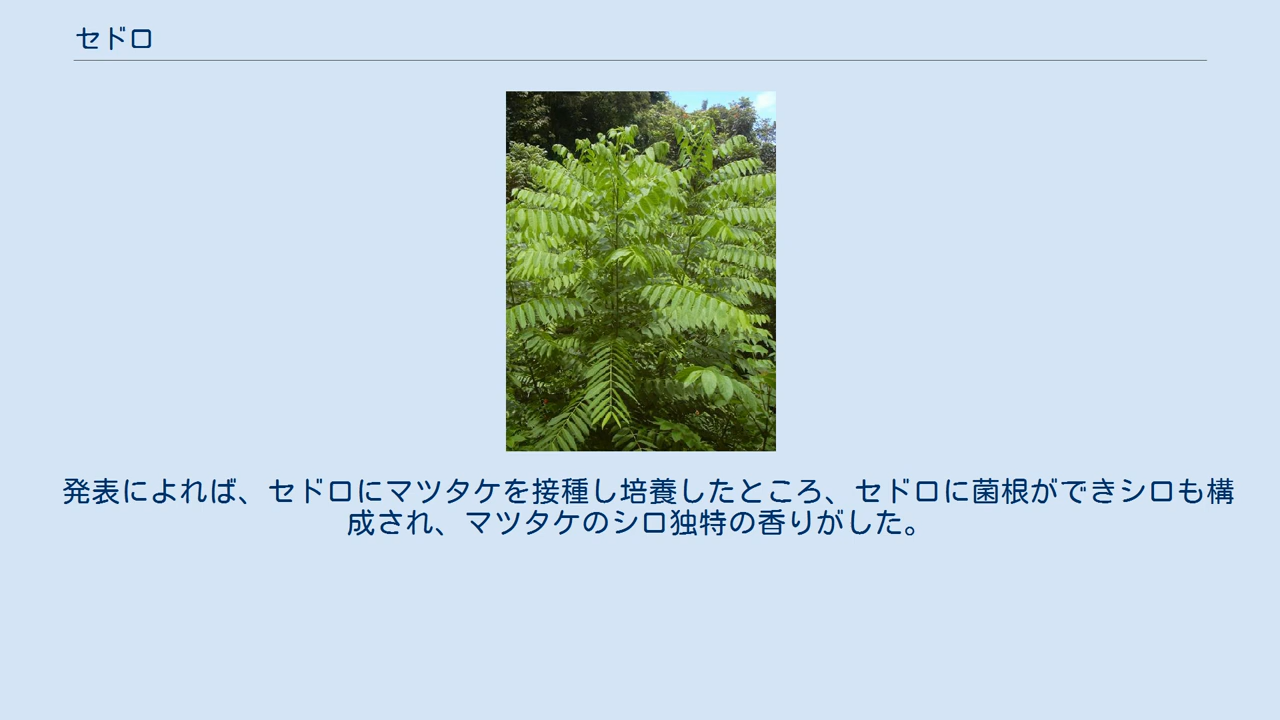 セドロ
発表によれば、セドロにマツタケを接種し培養したところ、セドロに菌根ができシロも構
成され、マツタケのシロ独特の香りがした。